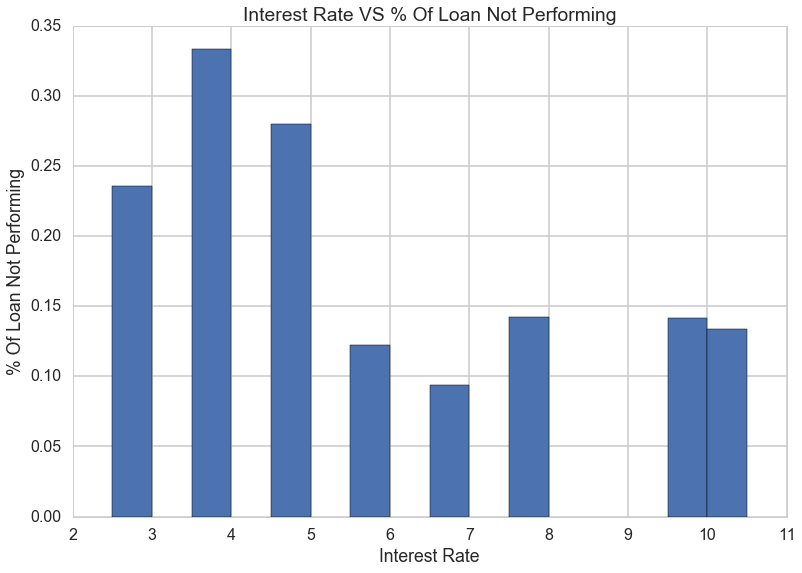 Interest Rate VS % Of Loan Not Performing
0.35
0.30
0.25
0.20
0.15
0.10
0.05
0.00
% Of Loan Not Performing
2 3 4 5 6 7 8 9 10 11
Interest Rate